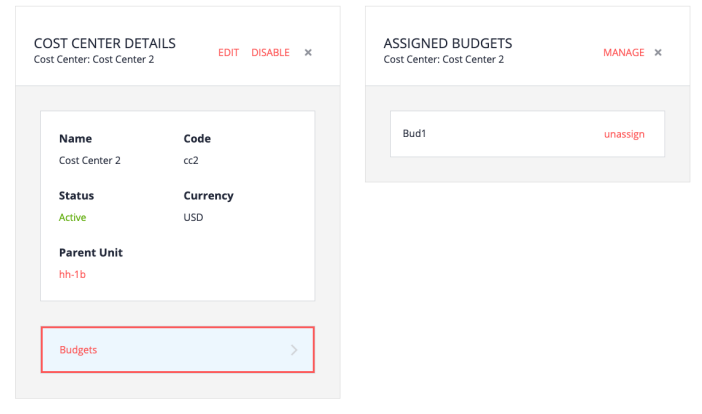 COST CENTER DETAILS
Cost Center: Cost Center 2
EDIT DISABLE ×
Name Code
Cost Center 2 cc2
Status Currency
Active USD
Parent Unit
hh-1b
Budgets
ASSIGNED BUDGETS
Cost Center: Cost Center 2
MANAGE ×
Bud1 unassign